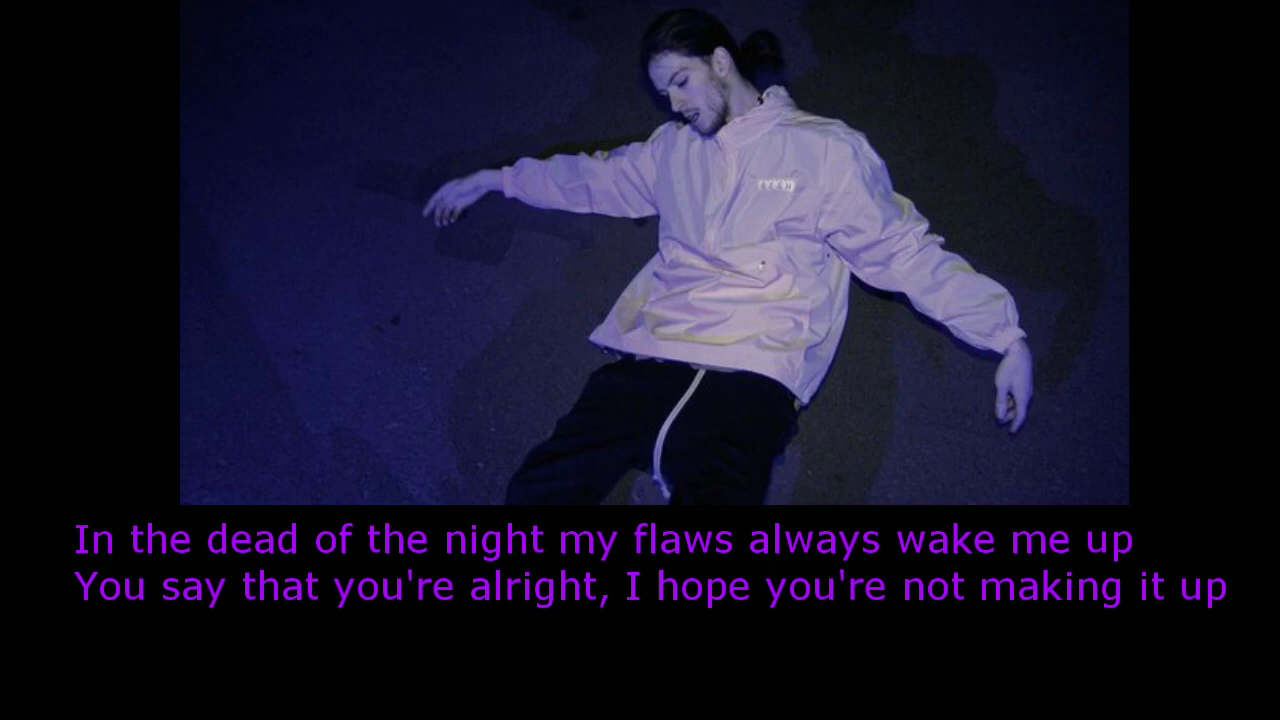 In the dead of the night my flaws always wake me up
You say that you're alright, I hope you're not making it up